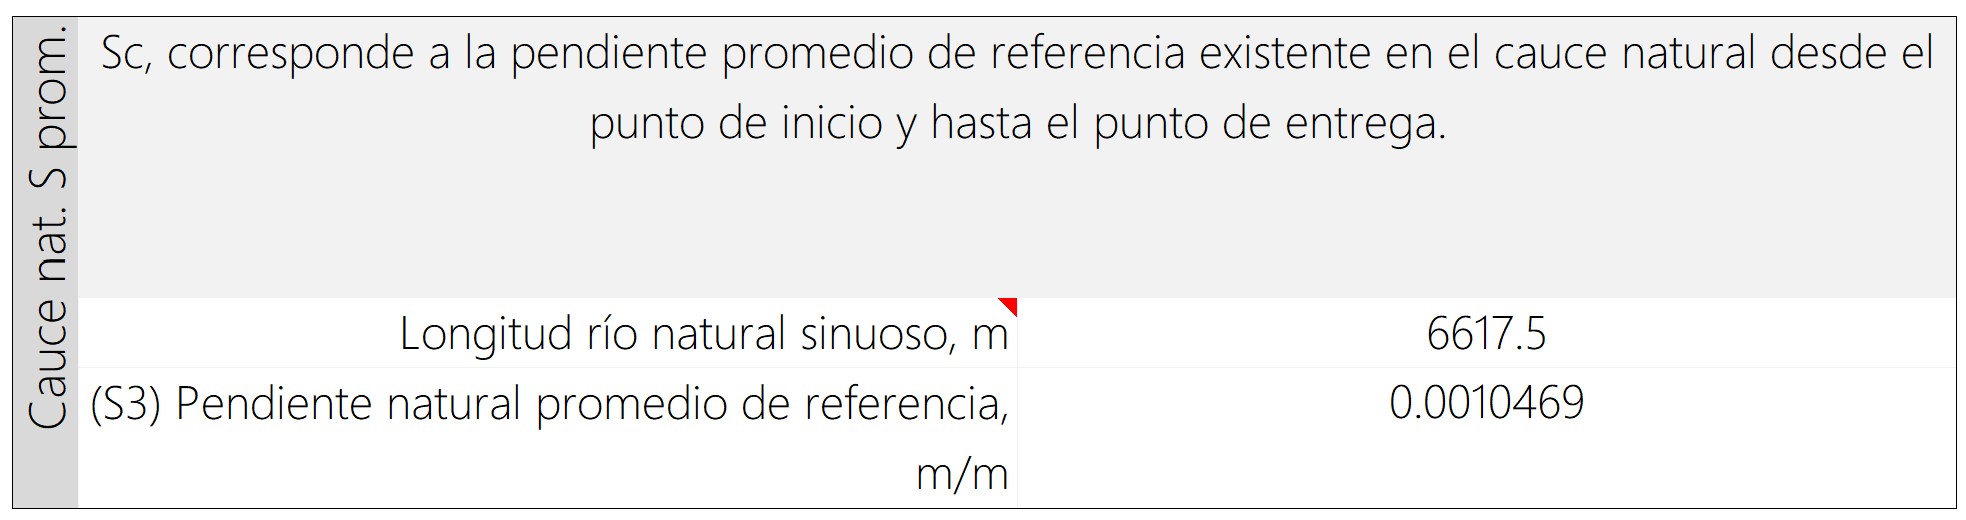 Cauce nat. S prom.
Sc, corresponde a la pendiente promedio de referencia existente en el cauce natural desde el
punto de inicio y hasta el punto de entrega.
Longitud río natural sinuoso, m
6617.5
(S3) Pendiente natural promedio de referencia,
m/m
0.0010469